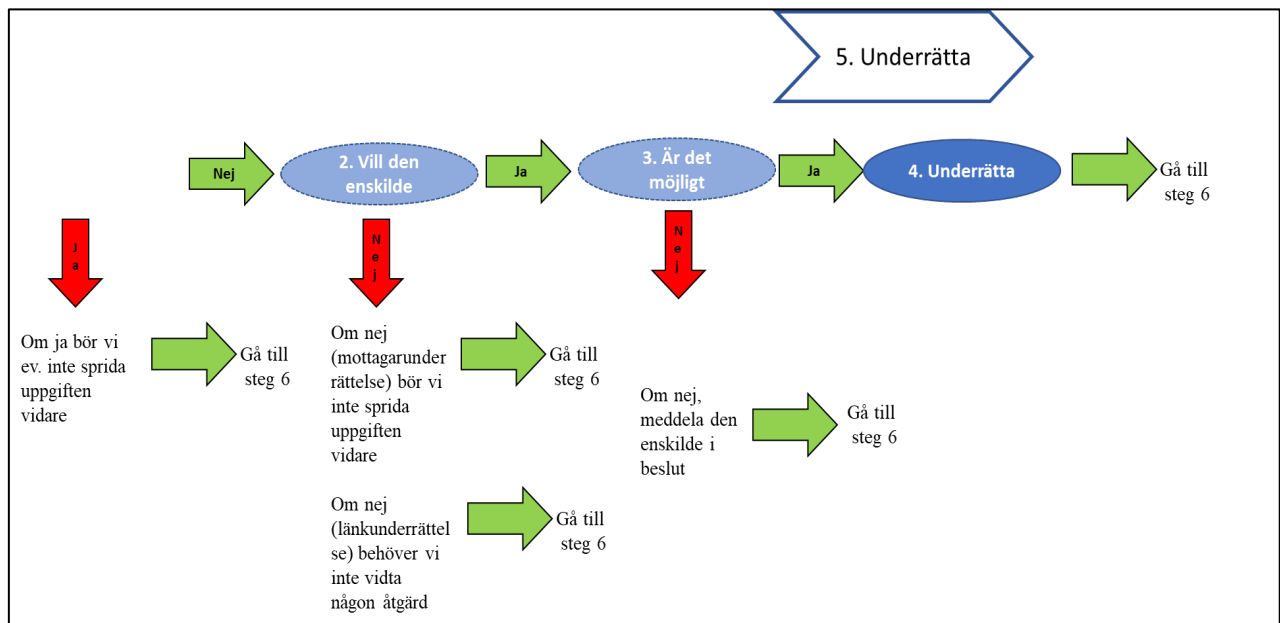 5. Underrätta
Nej
2. Vill den
enskilde
Ja
3. Är det
möjligt
Ja
4. Underrätta
Gå till
steg 6
Ja
Nej
Nej
Om ja bör vi
ev. inte sprida
uppgiften
vidare
Gå till
steg 6
Om nej
(mottagarunder
rättelse) bör vi
inte sprida
uppgiften
vidare
Gå till
steg 6
Om nej,
meddela den
enskilde i
beslut
Gå till
steg 6
Om nej
(länkunderrättel
se) behöver vi
inte vidta
någon åtgärd
Gå till
steg 6